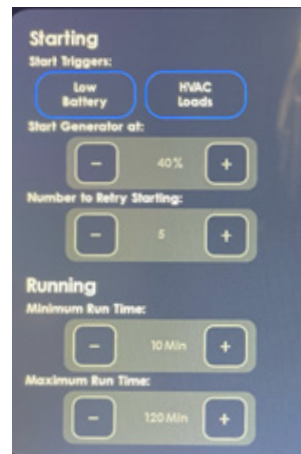 Starting
Start Triggers:
Low Battery
HVAC Loads
Start Generator at:
- 40% +
Number to Retry Starting:
- 5 +
Running
Minimum Run Time:
- 10 Min +
Maximum Run Time:
- 120 Min +